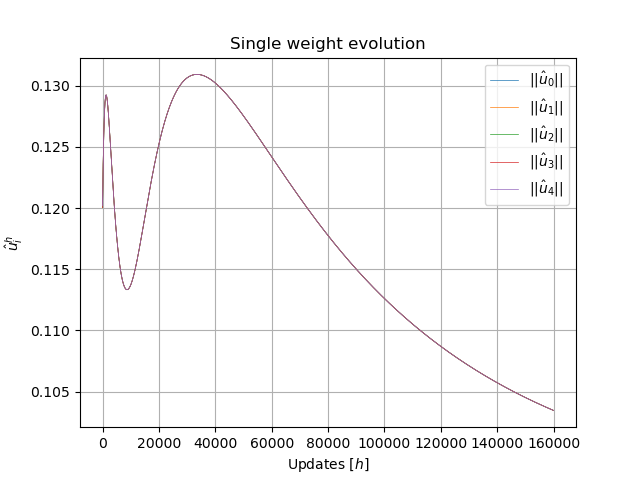 Single weight evolution
0.130
0.125
0.120
0.115
0.110
0.105
û_i^h
0 20000 40000 60000 80000 100000 120000 140000 160000
Updates [h]
||û_0||
||û_1||
||û_2||
||û_3||
||û_4||